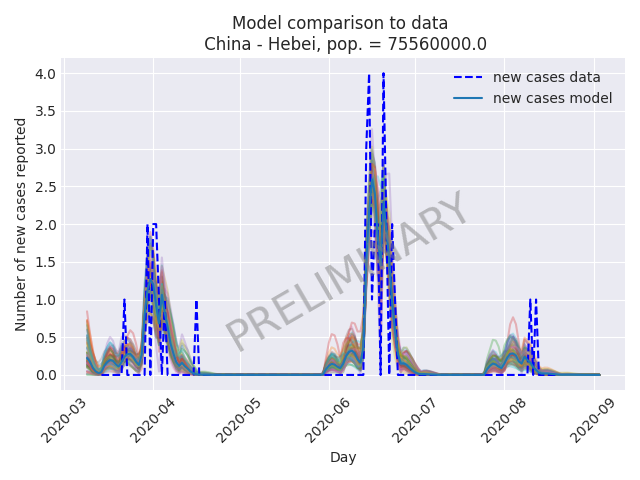 Model comparison to data
China - Hebei, pop. = 75560000.0
new cases data
new cases model
Number of new cases reported
4.0
3.5
3.0
2.5
2.0
1.5
1.0
0.5
0.0
PRELIMINARY
2020-03
2020-04
2020-05
2020-06
2020-07
2020-08
2020-09
Day